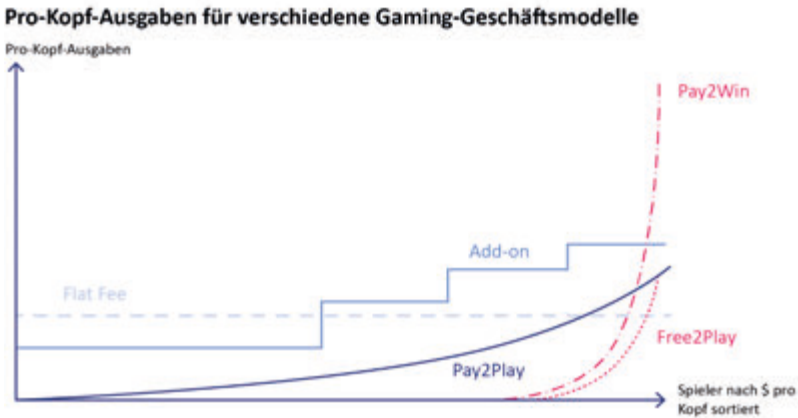 Pro-Kopf-Ausgaben für verschiedene Gaming-Geschäftsmodelle
Pro-Kopf-Ausgaben
Pay2Win
Add-on
Flat Fee
Free2Play
Pay2Play
Spieler nach $ pro
Kopf sortiert